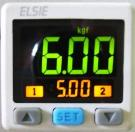 ELSIE
kgf
6.00
1 5.00 2
SET